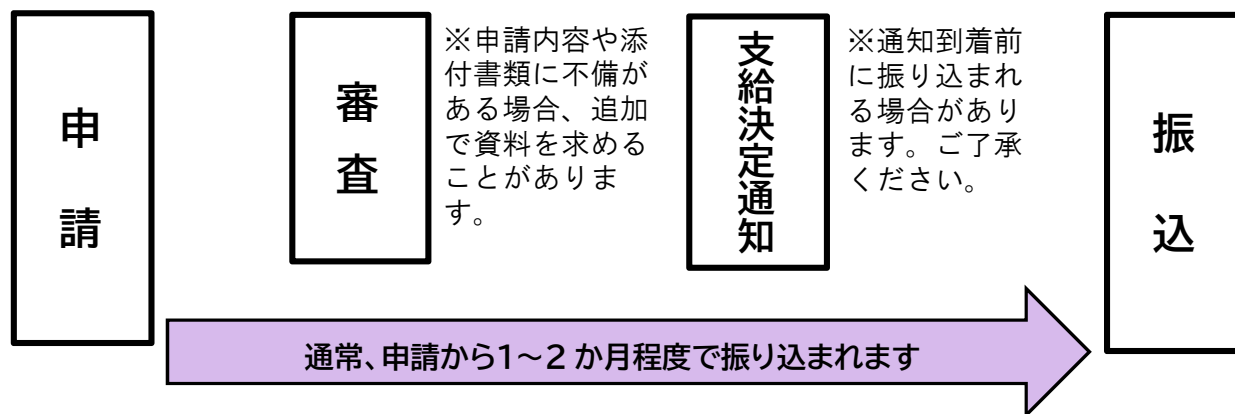 申請
審査
※申請内容や添
付書類に不備が
ある場合、追加
で資料を求める
ことがありま
す。
支給決定通知
※通知到着前
に振り込まれ
る場合があり
ます。ご了承
ください。
振込
通常、申請から1～2 か月程度で振り込まれます